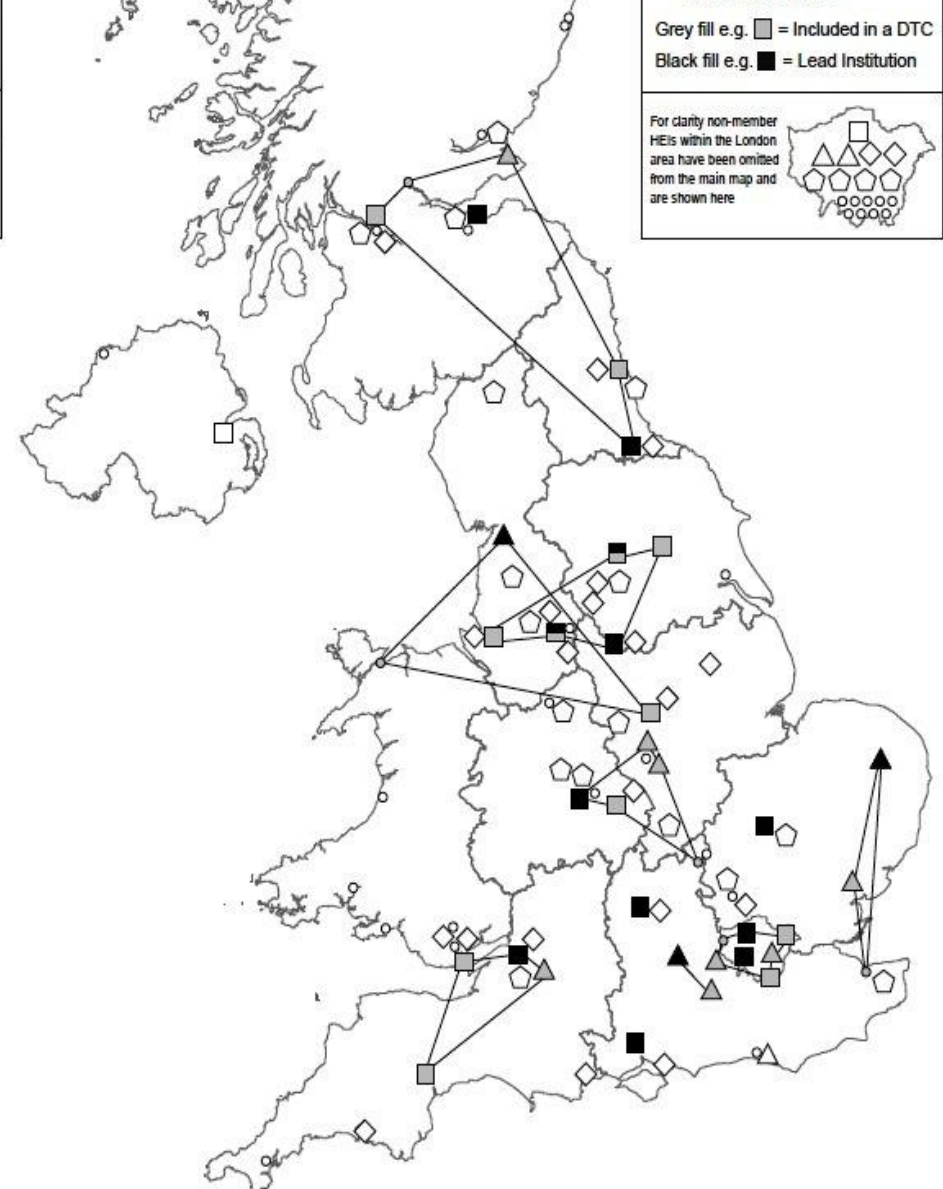 Grey fill e.g. = Included in a DTC
Black fill e.g. = Lead Institution
For clarity non-member
HEIs within the London
area have been omitted
from the main map and
are shown here